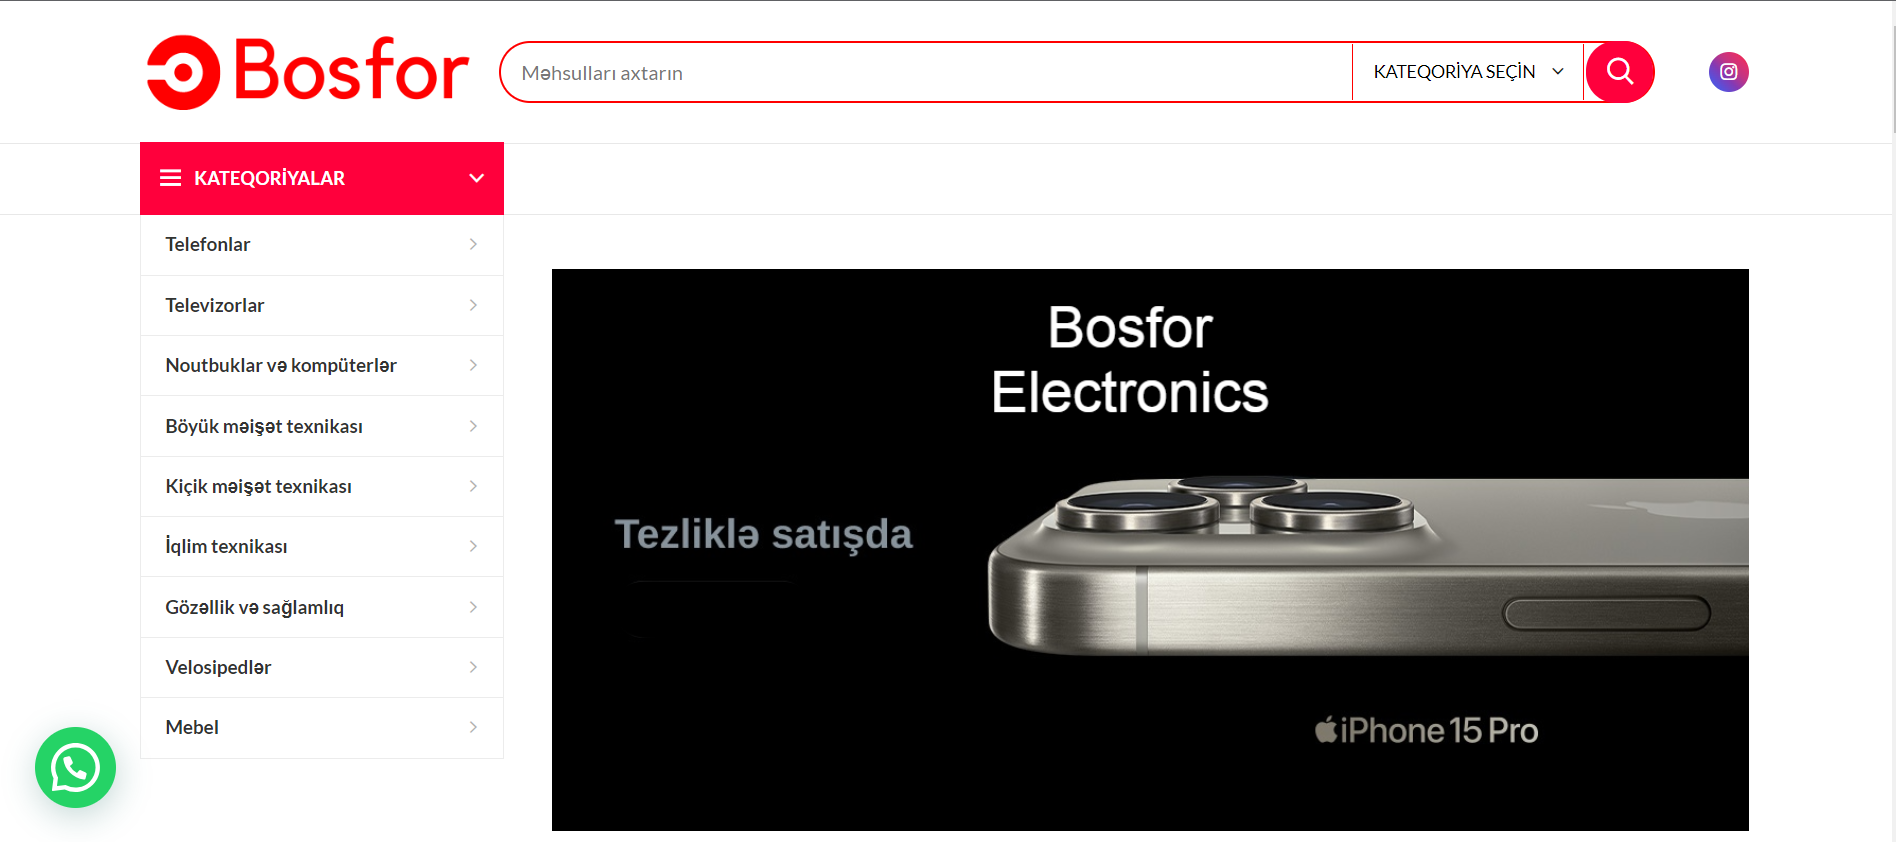 Bosfor
Məhsulları axtarın
KATEQORİYA SEÇİN
KATEQORİYALAR
Telefonlar
Televizorlar
Noutbuklar və kompüterlər
Böyük məişət texnikası
Kiçik məişət texnikası
İqlim texnikası
Gözəllik və sağlamlıq
Velosipedlər
Mebel
Bosfor
Electronics
Tezliklə satışda
iPhone 15 Pro